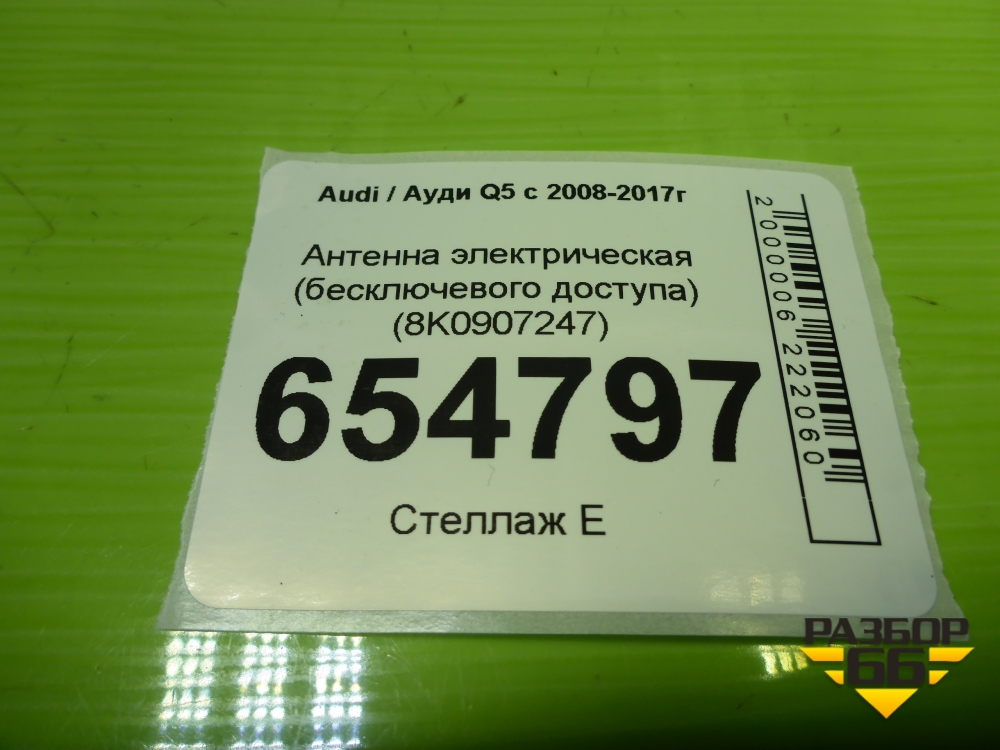 Audi / Ауди Q5 с 2008-2017г
Антенна электрическая
(бесключевого доступа)
(8K0907247)
654797
Стеллаж Е
2000006222060
РАЗБОР
66